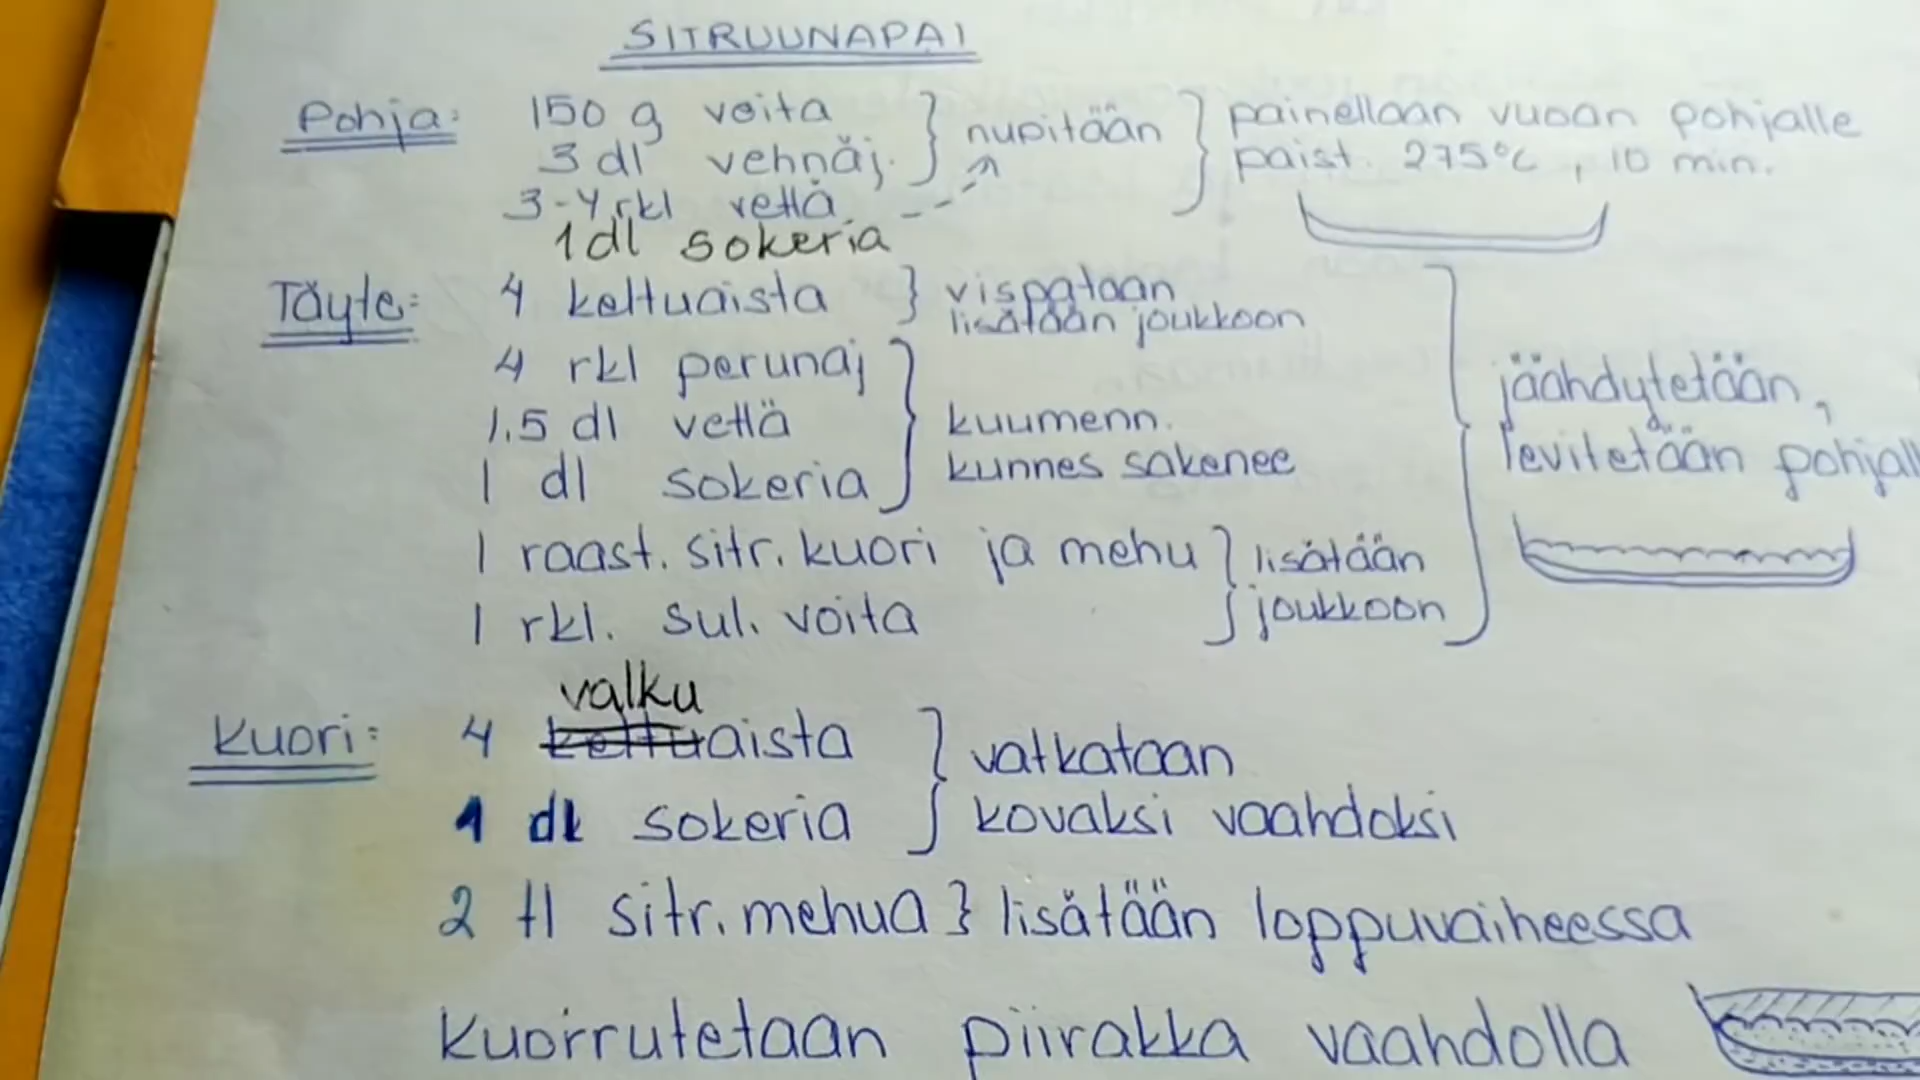 SITRUUNAPAI
Pohja: 150 g voita } nupitään } painellaan vuoan pohjalle
3 dl vehnäj. paist. 275°C, 10 min.
3-4 rkl vettä
1 dl sokeria
Täyte: 4 keltuaista } vispataan
lisätään joukkoon
4 rkl perunaj
1.5 dl vettä } kuumenn.
1 dl sokeria kunnes sakenee
jäähdytetään,
levitetään pohjall
1 raast. sitr. kuori ja mehu } lisätään
1 rkl. sul. voita joukkoon
valku
Kuori: 4 keltuaista } vatkataan
1 dl sokeria kovaksi vaahdoksi
2 tl sitr. mehua } lisätään loppuvaiheessa
kuorrutetaan piirakka vaahdolla